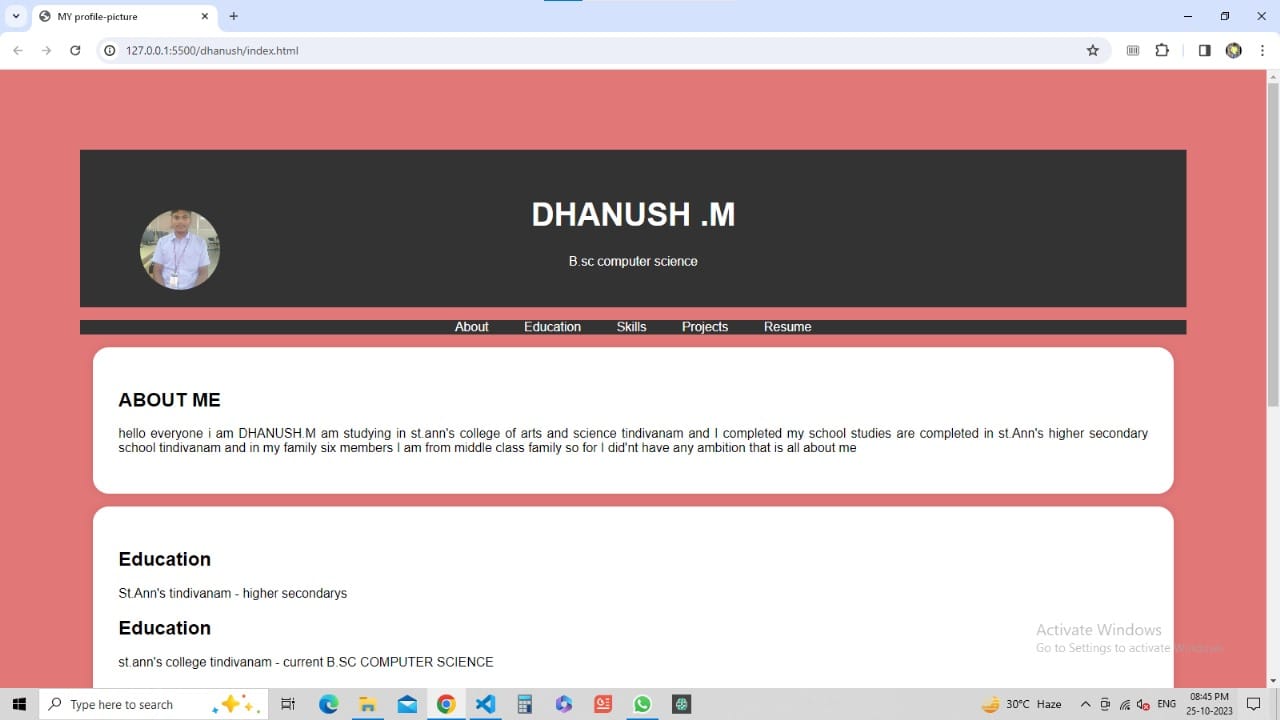 MY profile-picture
127.0.0.1:5500/dhanush/index.html
DHANUSH .M
B.sc computer science
About Education Skills Projects Resume
ABOUT ME
hello everyone i am DHANUSH.M am studying in st.ann's college of arts and science tindivanam and I completed my school studies are completed in st.Ann's higher secondary
school tindivanam and in my family six members I am from middle class family so for I did'nt have any ambition that is all about me
Education
St.Ann's tindivanam - higher secondarys
Education
st.ann's college tindivanam - current B.SC COMPUTER SCIENCE
Activate Windows
Go to Settings to activate Windows.
Type here to search
30°C Haze
ENG
08:45 PM
25-10-2023